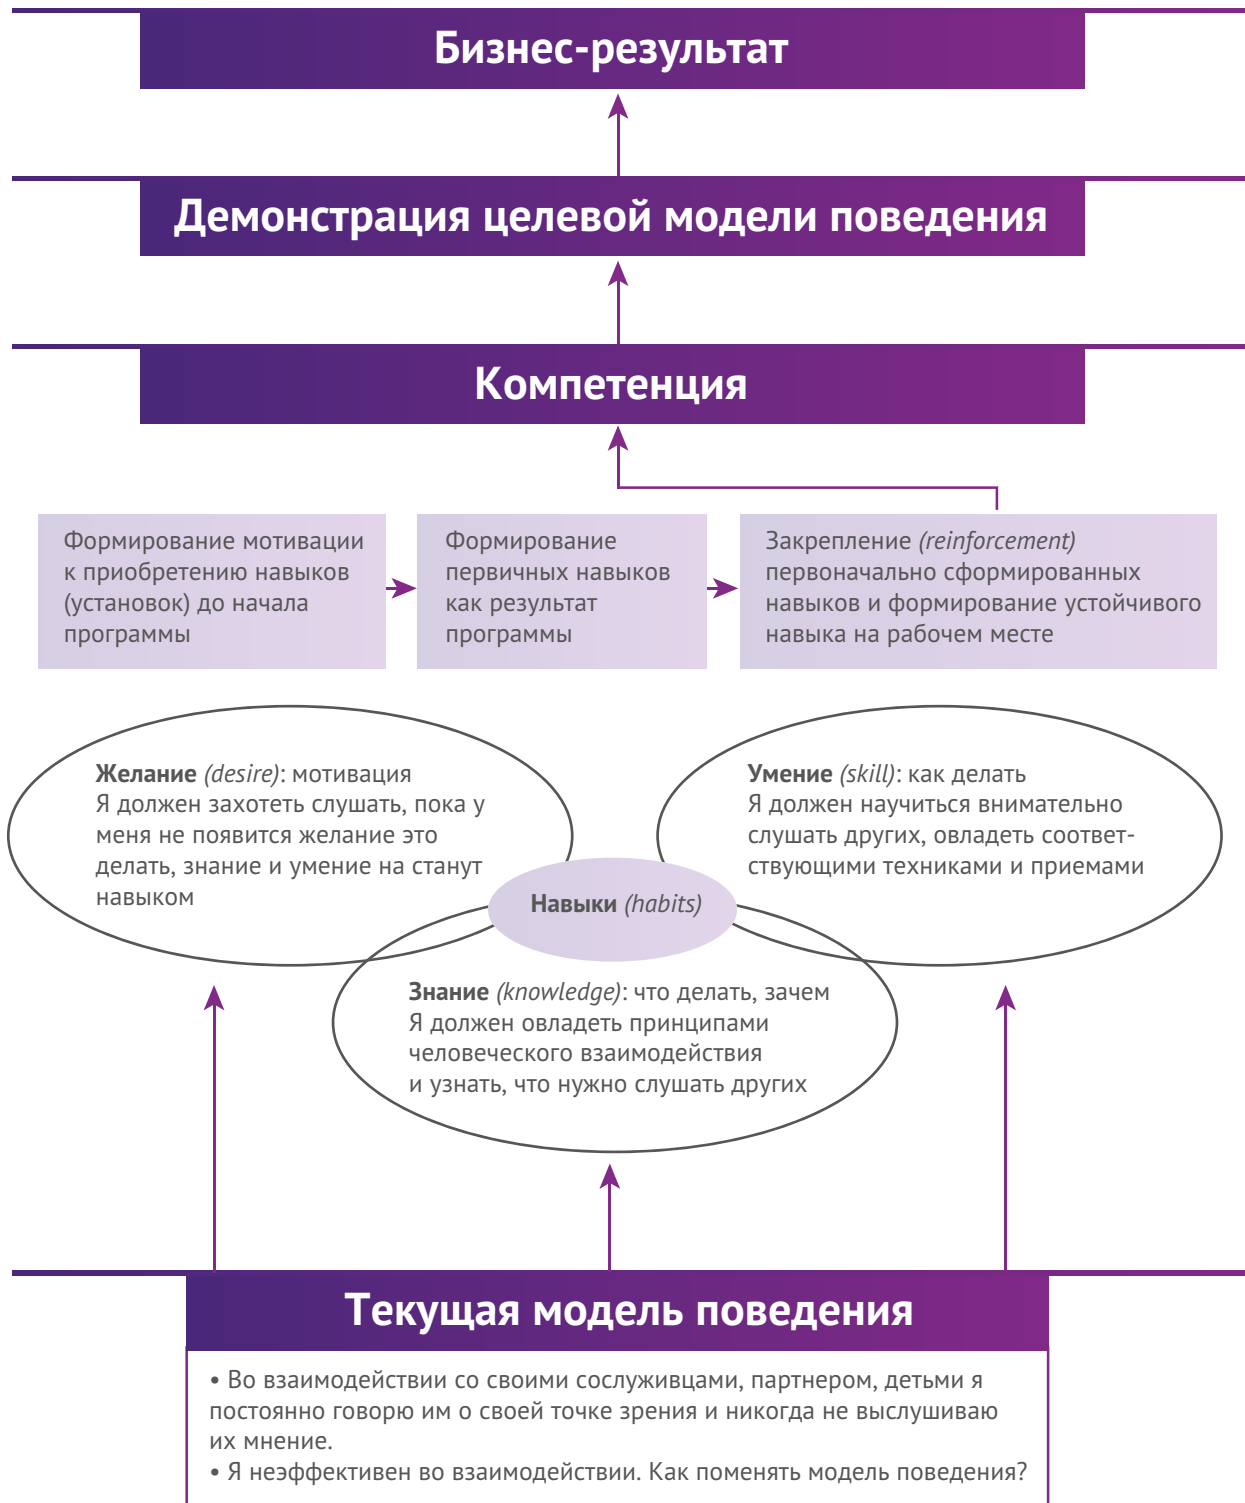 Бизнес-результат
Демонстрация целевой модели поведения
Компетенция
Формирование мотивации
к приобретению навыков
(установок) до начала
программы
Формирование
первичных навыков
как результат
программы
Закрепление (reinforcement)
первоначально сформированных
навыков и формирование устойчивого
навыка на рабочем месте
Желание (desire): мотивация
Я должен захотеть слушать, пока у
меня не появится желание это
делать, знание и умение на станут
навыком
Умение (skill): как делать
Я должен научиться внимательно
слушать других, овладеть соответ-
ствующими техниками и приемами
Навыки (habits)
Знание (knowledge): что делать, зачем
Я должен овладеть принципами
человеческого взаимодействия
и узнать, что нужно слушать других
Текущая модель поведения
• Во взаимодействии со своими сослуживцами, партнером, детьми я
постоянно говорю им о своей точке зрения и никогда не выслушиваю
их мнение.
• Я неэффективен во взаимодействии. Как поменять модель поведения?